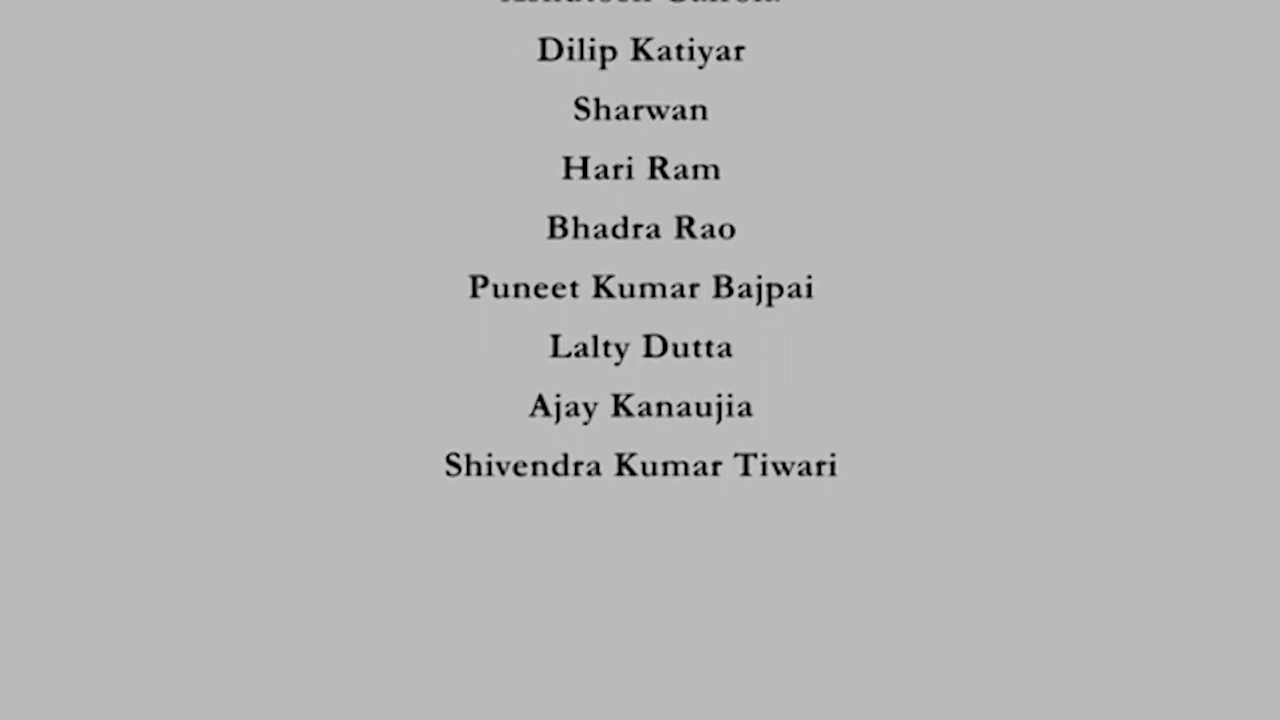 Dilip Katiyar
Sharwan
Hari Ram
Bhadra Rao
Puneet Kumar Bajpai
Lalty Dutta
Ajay Kanaujia
Shivendra Kumar Tiwari